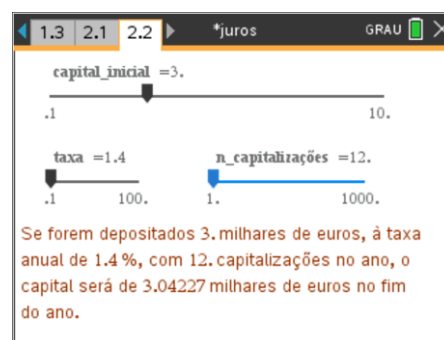 1.3 2.1 2.2 *juros GRAU
capital_inicial =3.
.1 10.
taxa =1.4 n_capitalizações =12.
.1 100. 1. 1000.
Se forem depositados 3. milhares de euros, à taxa
anual de 1.4 %, com 12. capitalizações no ano, o
capital será de 3.04227 milhares de euros no fim
do ano.